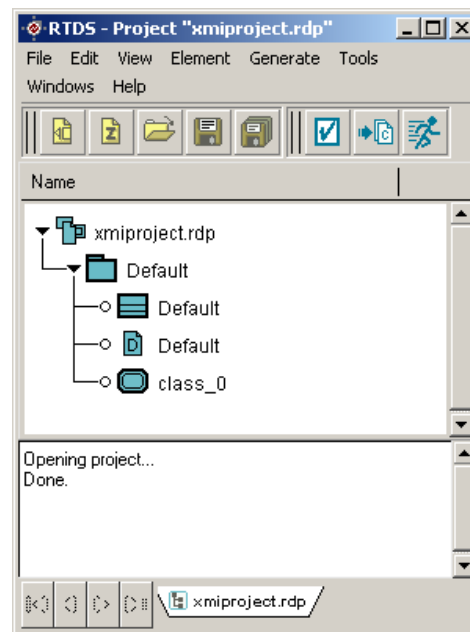 RTDS - Project "xmiproject.rdp"
File Edit View Element Generate Tools
Windows Help
Name
xmiproject.rdp
Default
Default
D Default
class_0
Opening project...
Done.
xmiproject.rdp